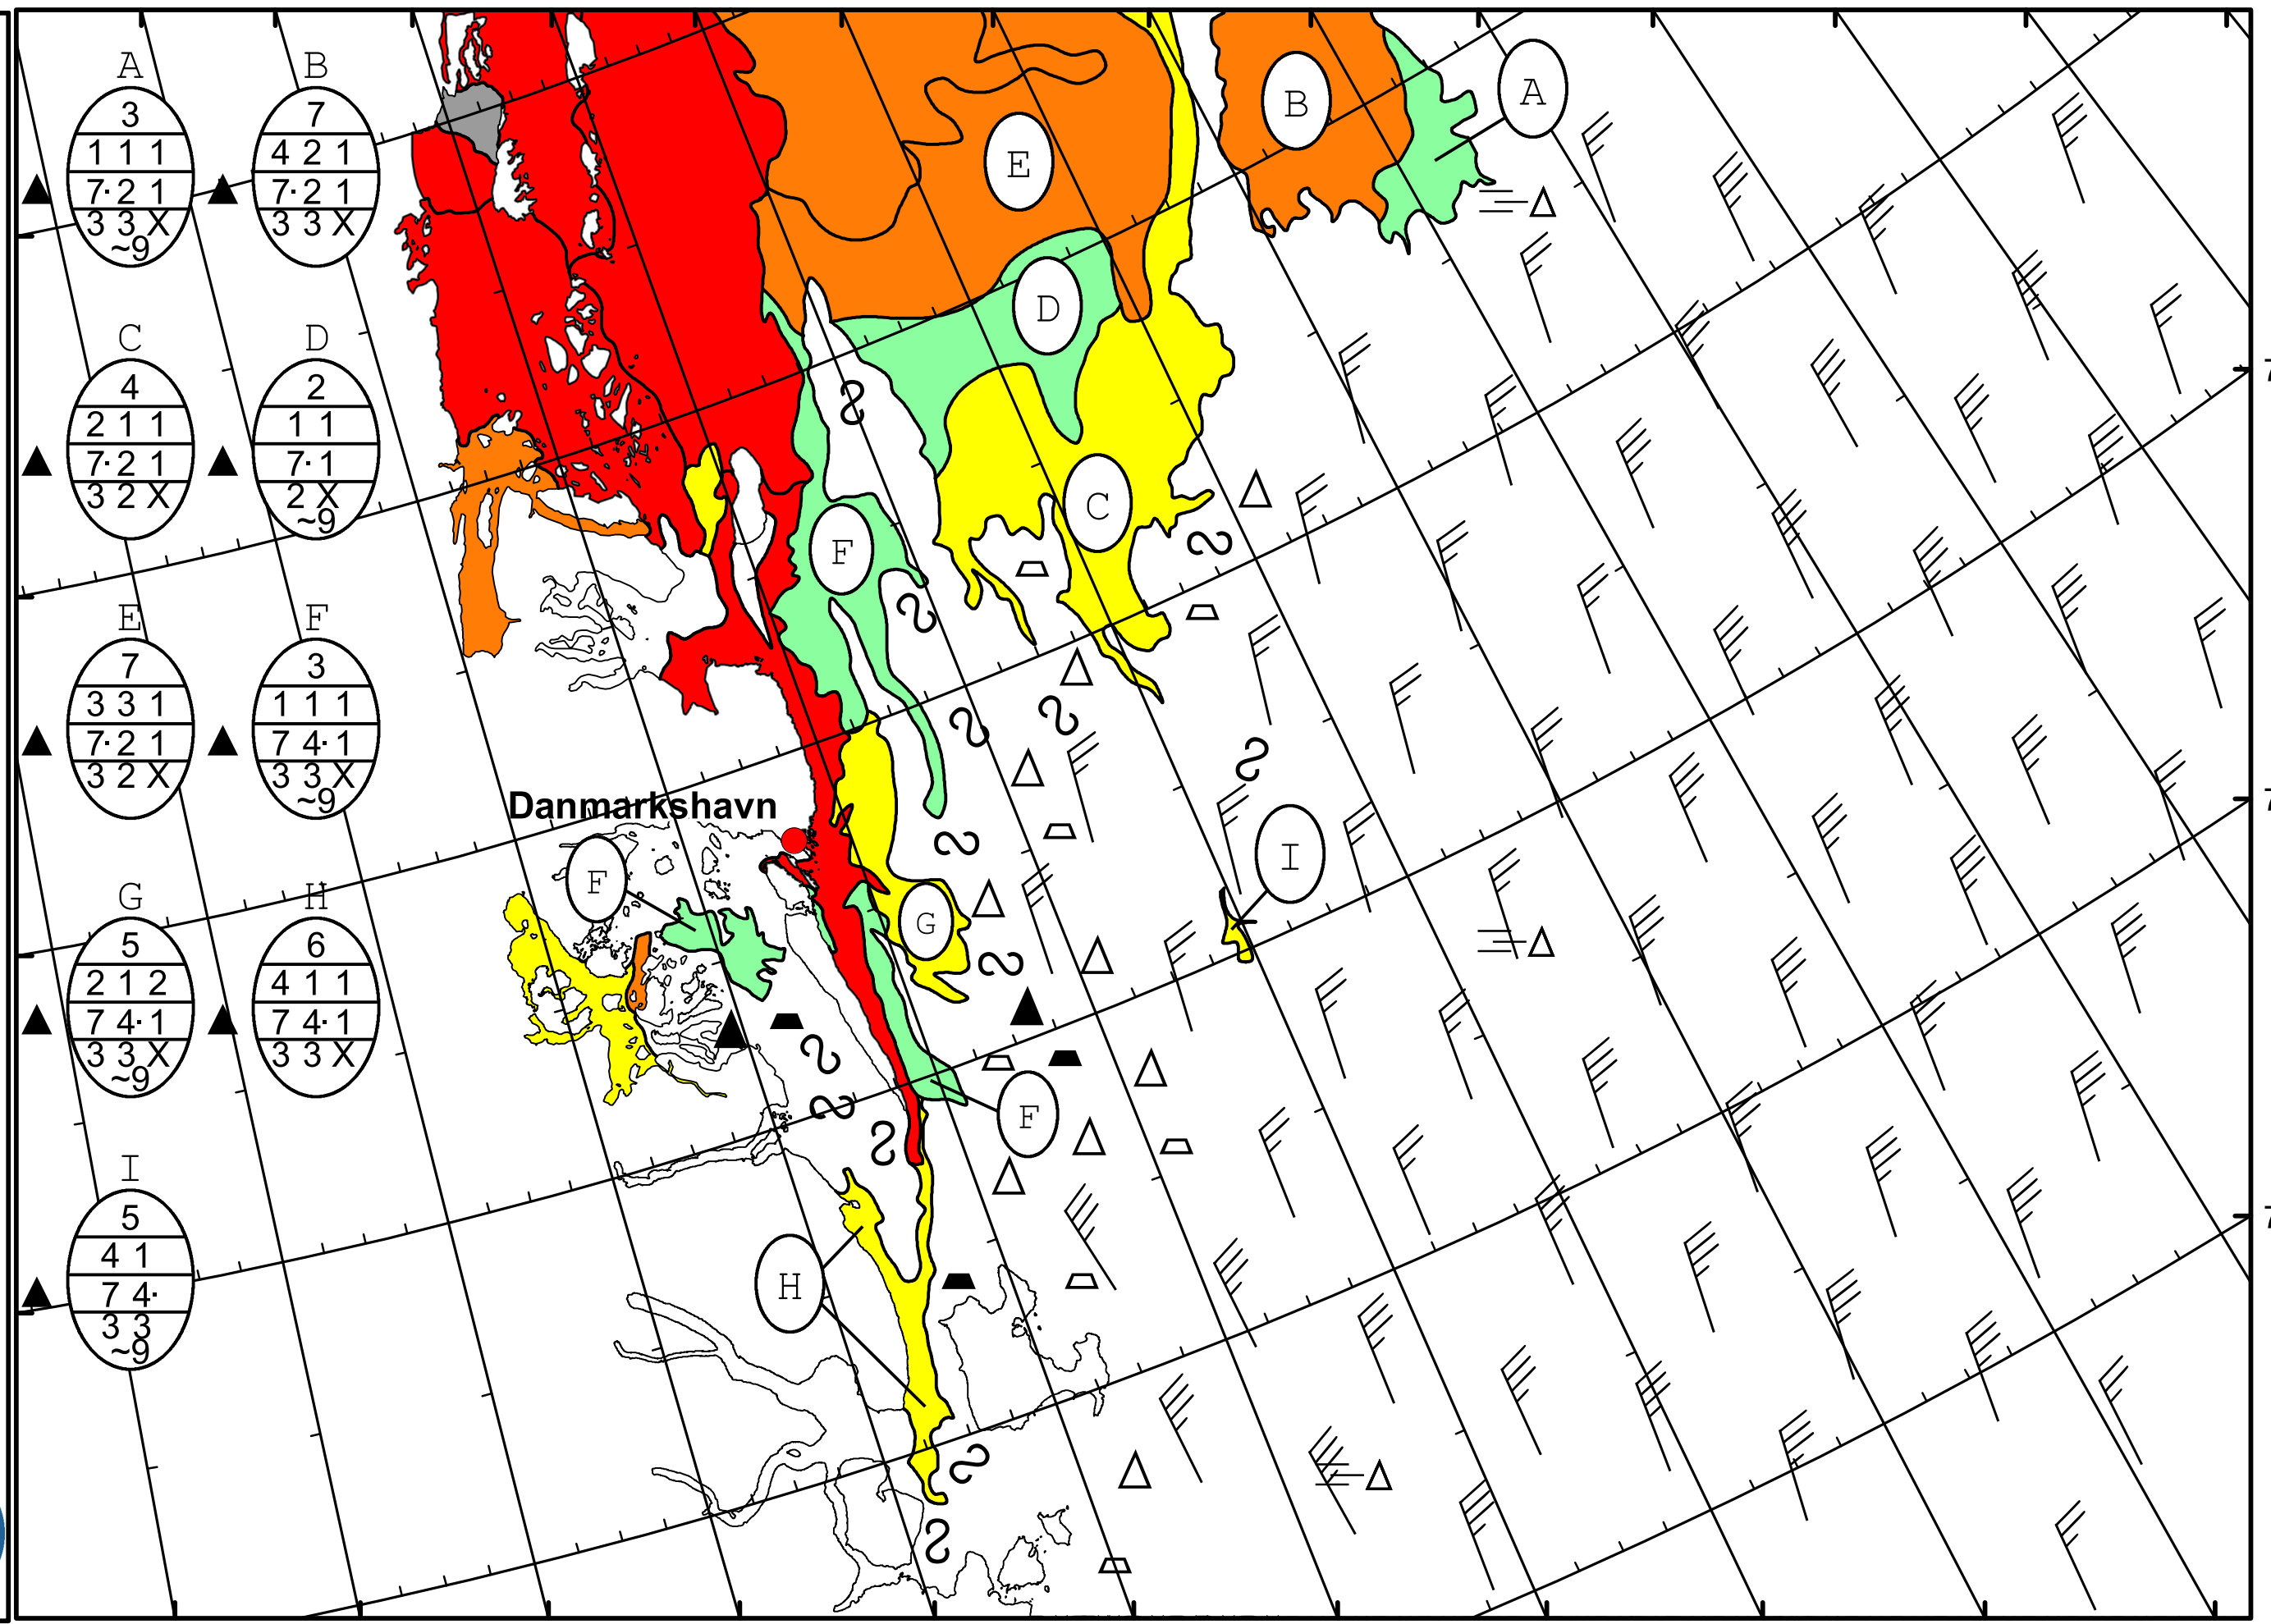 A B
3 7
1 1 1 4 2 1
7· 2 1 7· 2 1
3 3 X 3 3 X
~9
C D
4 2
2 1 1 1 1
7· 2 1 7· 1
3 2 X 2 X
~9
E F
7 3
3 3 1 1 1 1
7· 2 1 7 4· 1
3 2 X 3 3 X
~9
G H
5 6
2 1 2 4 1 1
7 4· 1 7 4· 1
3 3 X 3 3 X
~9
I
5
4 1
7 4·
3 3
~9
B
A
E
D
C
F
Danmarkshavn
I
F
G
F
H